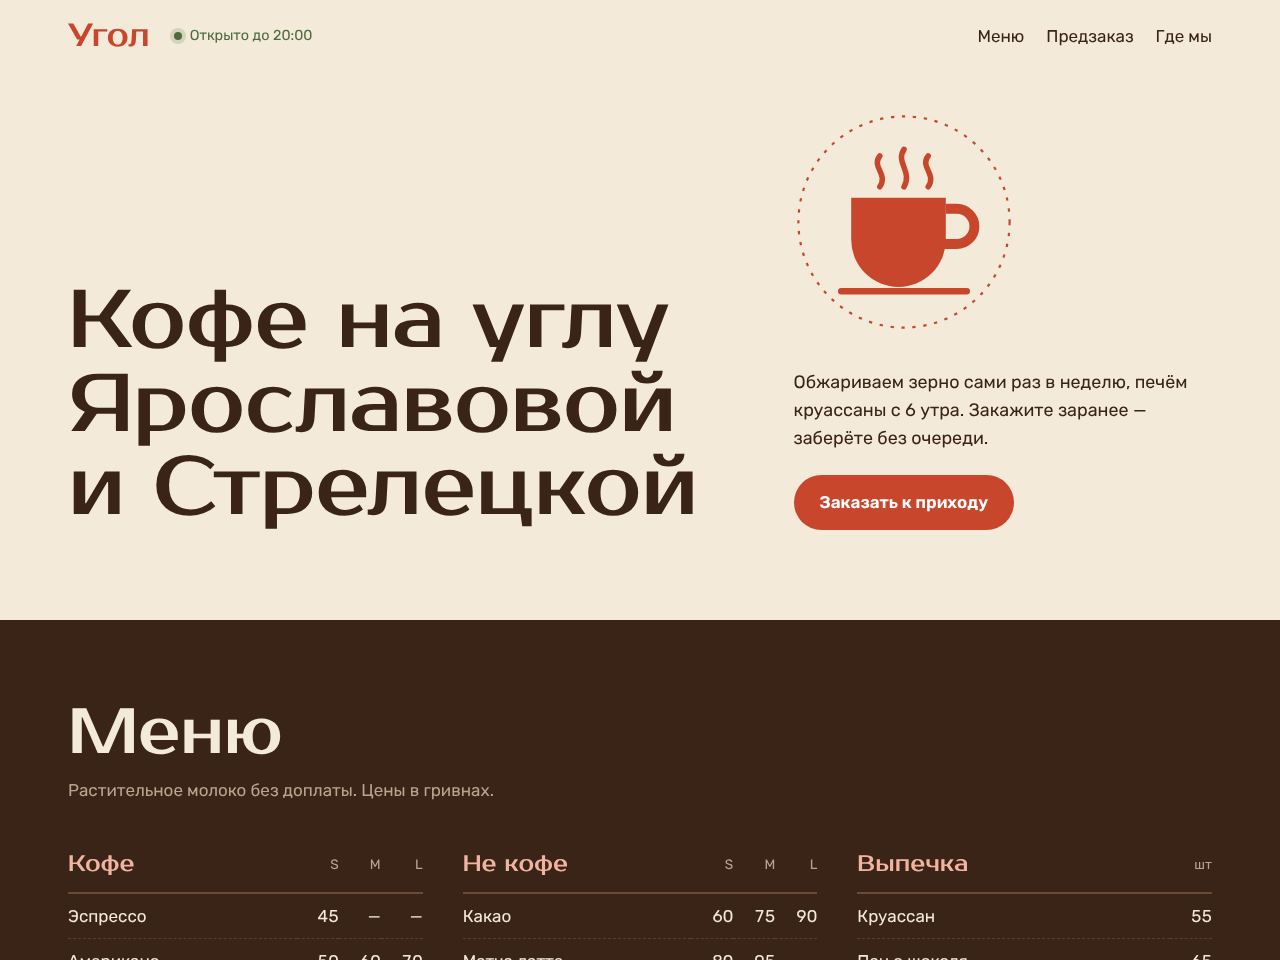 Угол
Открыто до 20:00
Меню Предзаказ Где мы
Кофе на углу
Ярославовой
и Стрелецкой
Обжариваем зерно сами раз в неделю, печём
круассаны с 6 утра. Закажите заранее —
заберёте без очереди.
Заказать к приходу
Меню
Растительное молоко без доплаты. Цены в гривнах.
Кофе S M L
Эспрессо 45 — —
Не кофе S M L
Какао 60 75 90
Выпечка шт
Круассан 55